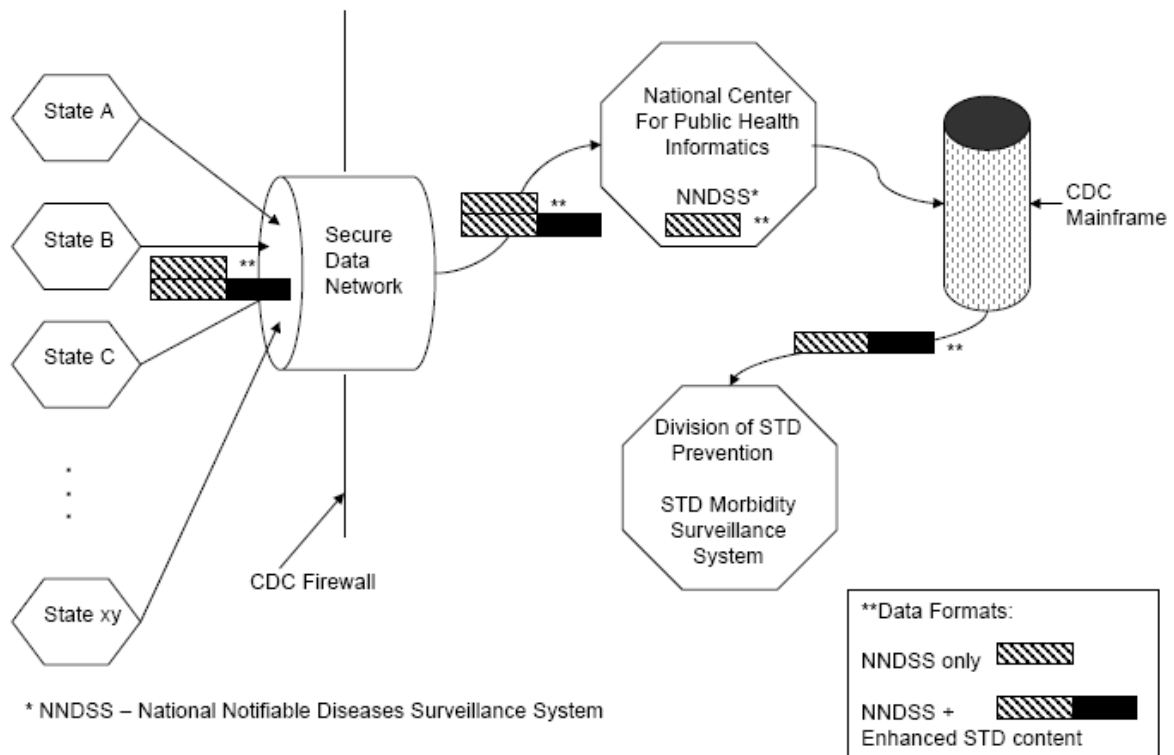 State A
State B
**
State C
.
.
.
State xy
Secure
Data
Network
CDC Firewall
**
National Center
For Public Health
Informatics
NNDSS*
**
CDC
Mainframe
**
Division of STD
Prevention
STD Morbidity
Surveillance
System
* NNDSS – National Notifiable Diseases Surveillance System
**Data Formats:
NNDSS only
NNDSS +
Enhanced STD content